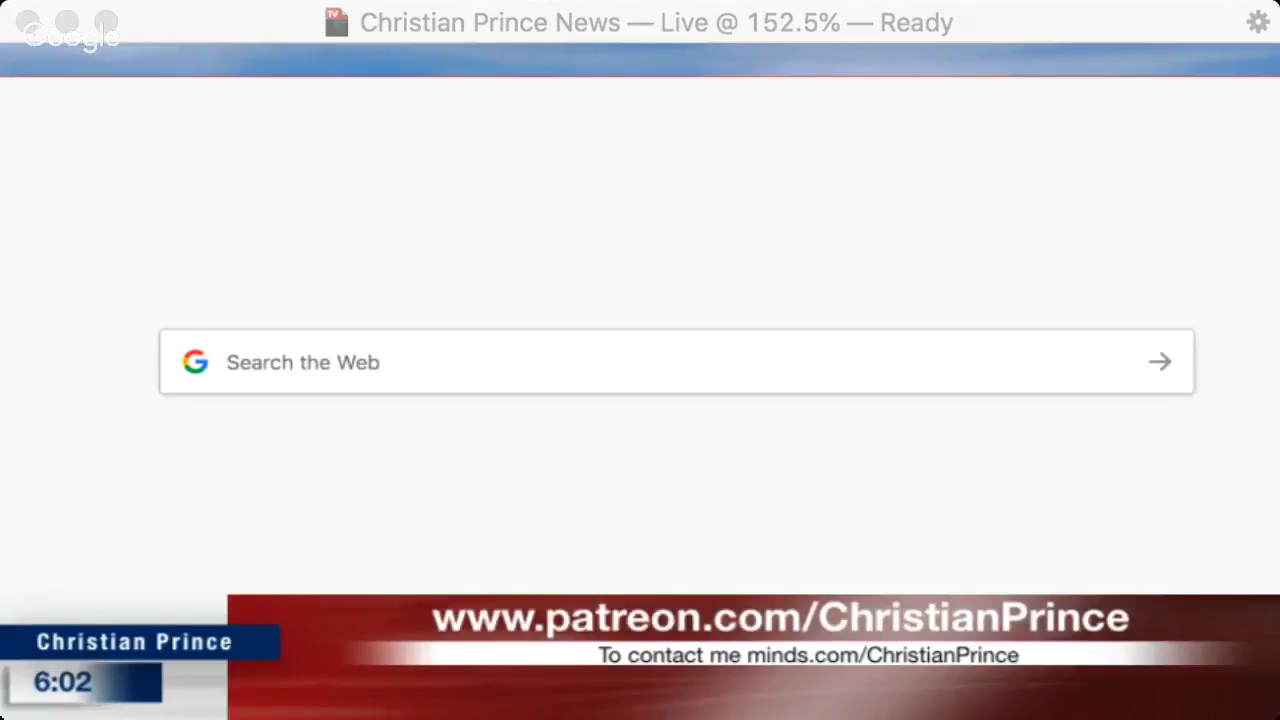 Christian Prince News — Live @ 152.5% — Ready
Google
TV
Search the Web
www.patreon.com/ChristianPrince
To contact me minds.com/ChristianPrince
Christian Prince
6:02